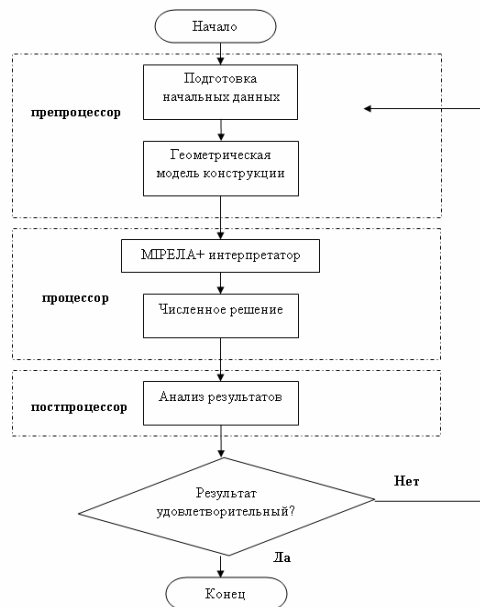 Начало
Подготовка
начальных данных
препроцессор
Геометрическая
модель конструкции
МІРЕЛА+ интерпретатор
процессор
Численное решение
Анализ результатов
постпроцессор
Нет
Результат
удовлетворительный?
Да
Конец